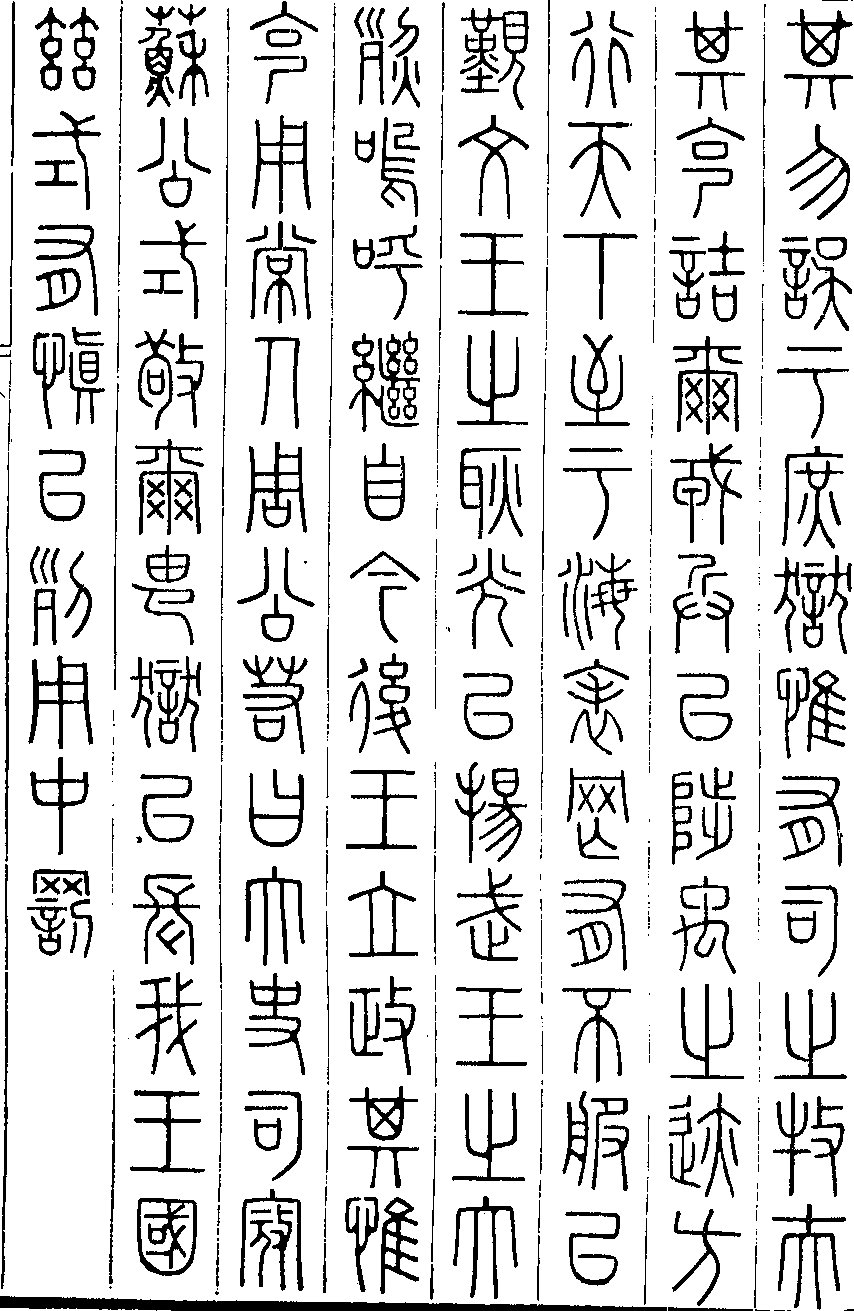 其勿誤于庶獄惟有司之牧夫
其克詰爾戎兵以陟禹之迹方
行天下至于海表罔有不服以
覲文王之耿光以揚武王之大
烈嗚呼繼自今後王立政其惟
克用常人周公若曰大史司寇
蘇公式敬爾由獄以長我王國
茲式有慎以列用中罰